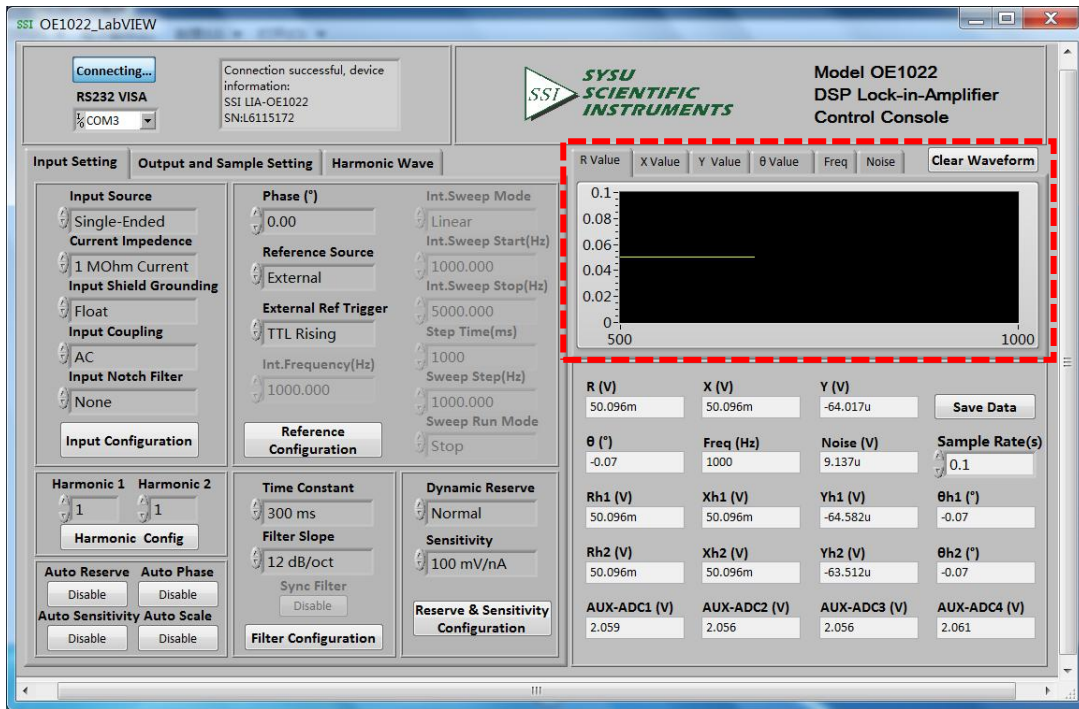 SSI OE1022_LabVIEW
Connecting...
RS232 VISA
COM3
Connection successful, device
information:
SSI LIA-OE1022
SN:L6115172
SSI
SYSU
SCIENTIFIC
INSTRUMENTS
Model OE1022
DSP Lock-in-Amplifier
Control Console
Input Setting Output and Sample Setting Harmonic Wave
Input Source
Single-Ended
Current Impedence
1 MOhm Current
Input Shield Grounding
Float
Input Coupling
AC
Input Notch Filter
None
Input Configuration
Phase (°)
0.00
Reference Source
External
External Ref Trigger
TTL Rising
Int.Frequency(Hz)
1000.000
Reference
Configuration
Int.Sweep Mode
Linear
Int.Sweep Start(Hz)
1000.000
Int.Sweep Stop(Hz)
5000.000
Step Time(ms)
1000
Sweep Step(Hz)
1000.000
Sweep Run Mode
Stop
Harmonic 1 Harmonic 2
1 1
Harmonic Config
Auto Reserve Auto Phase
Disable Disable
Auto Sensitivity Auto Scale
Disable Disable
Time Constant
300 ms
Filter Slope
12 dB/oct
Sync Filter
Disable
Filter Configuration
Dynamic Reserve
Normal
Sensitivity
100 mV/nA
Reserve & Sensitivity
Configuration
R Value X Value Y Value θ Value Freq Noise Clear Waveform
0.1
0.08
0.06
0.04
0.02
0
500 1000
R (V) X (V) Y (V)
50.096m 50.096m -64.017u Save Data
θ (°) Freq (Hz) Noise (V) Sample Rate(s)
-0.07 1000 9.137u 0.1
Rh1 (V) Xh1 (V) Yh1 (V) θh1 (°)
50.096m 50.096m -64.582u -0.07
Rh2 (V) Xh2 (V) Yh2 (V) θh2 (°)
50.096m 50.096m -63.512u -0.07
AUX-ADC1 (V) AUX-ADC2 (V) AUX-ADC3 (V) AUX-ADC4 (V)
2.059 2.056 2.056 2.061